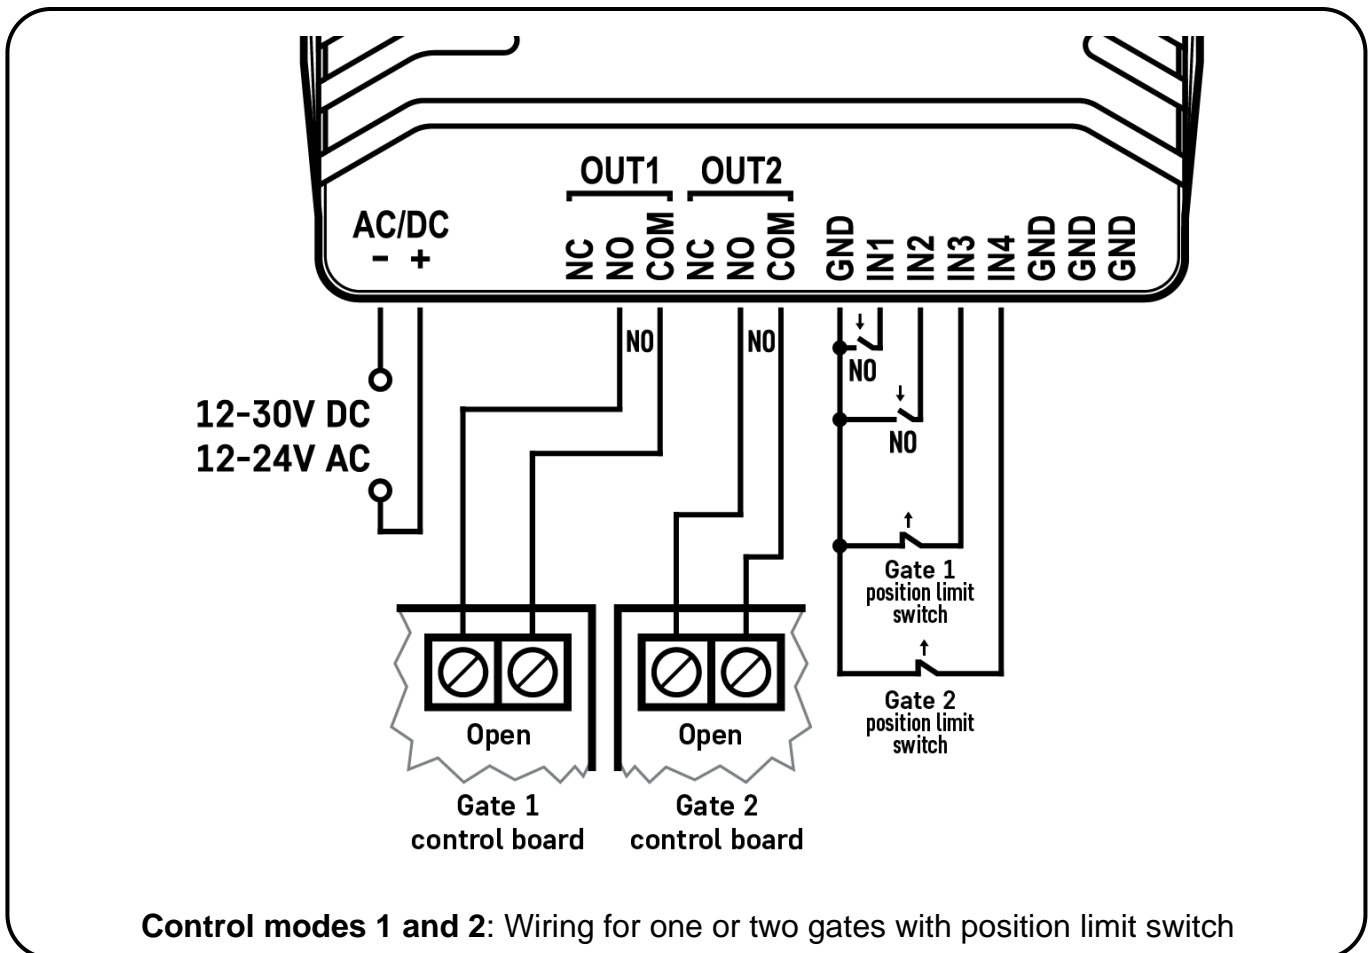 OUT1 OUT2
AC/DC
- +
NC NO COM NC NO COM GND IN1 IN2 IN3 IN4 GND GND GND
NO NO
NO
12-30V DC
12-24V AC
NO
Gate 1
position limit
switch
Gate 2
position limit
switch
Open Open
Gate 1
control board
Gate 2
control board
Control modes 1 and 2: Wiring for one or two gates with position limit switch